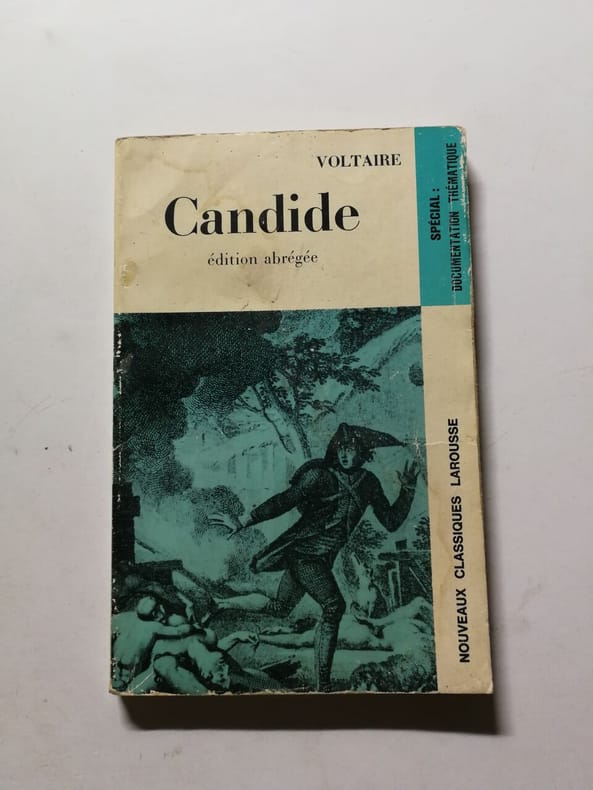 VOLTAIRE
Candide
édition abrégée
SPÉCIAL :
DOCUMENTATION THÉMATIQUE
NOUVEAUX CLASSIQUES LAROUSSE